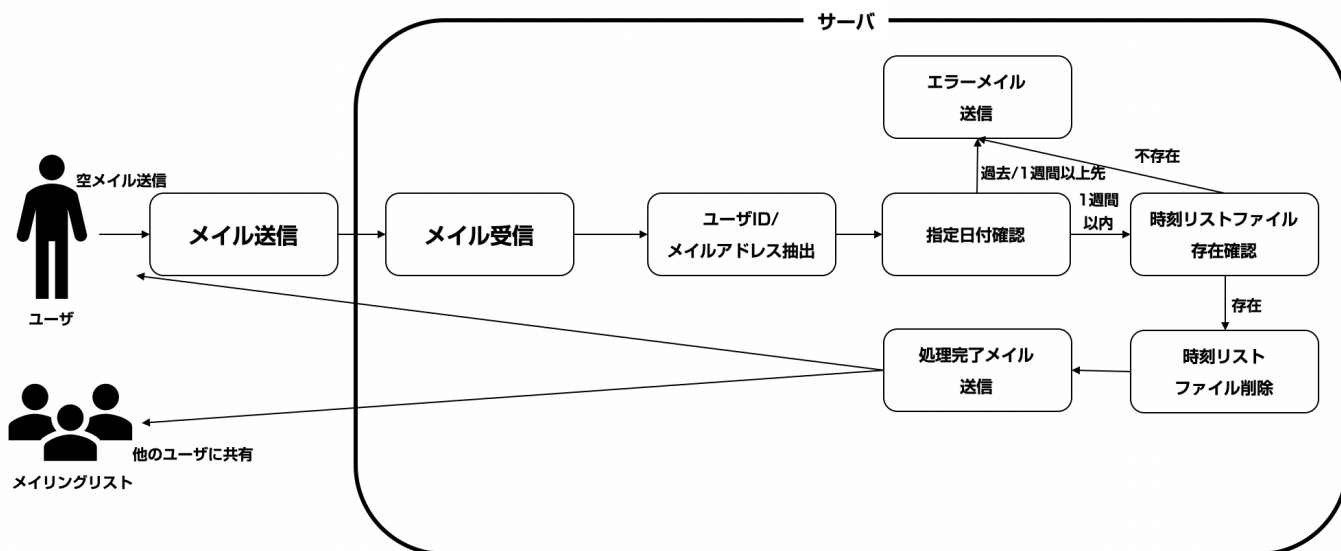 サーバ
エラーメイル
送信
不存在
過去/1週間以上先
空メイル送信
メイル送信
メイル受信
ユーザID/
メイルアドレス抽出
指定日付確認
1週間
以内
時刻リストファイル
存在確認
ユーザ
存在
処理完了メイル
送信
時刻リスト
ファイル削除
他のユーザに共有
メイリングリスト